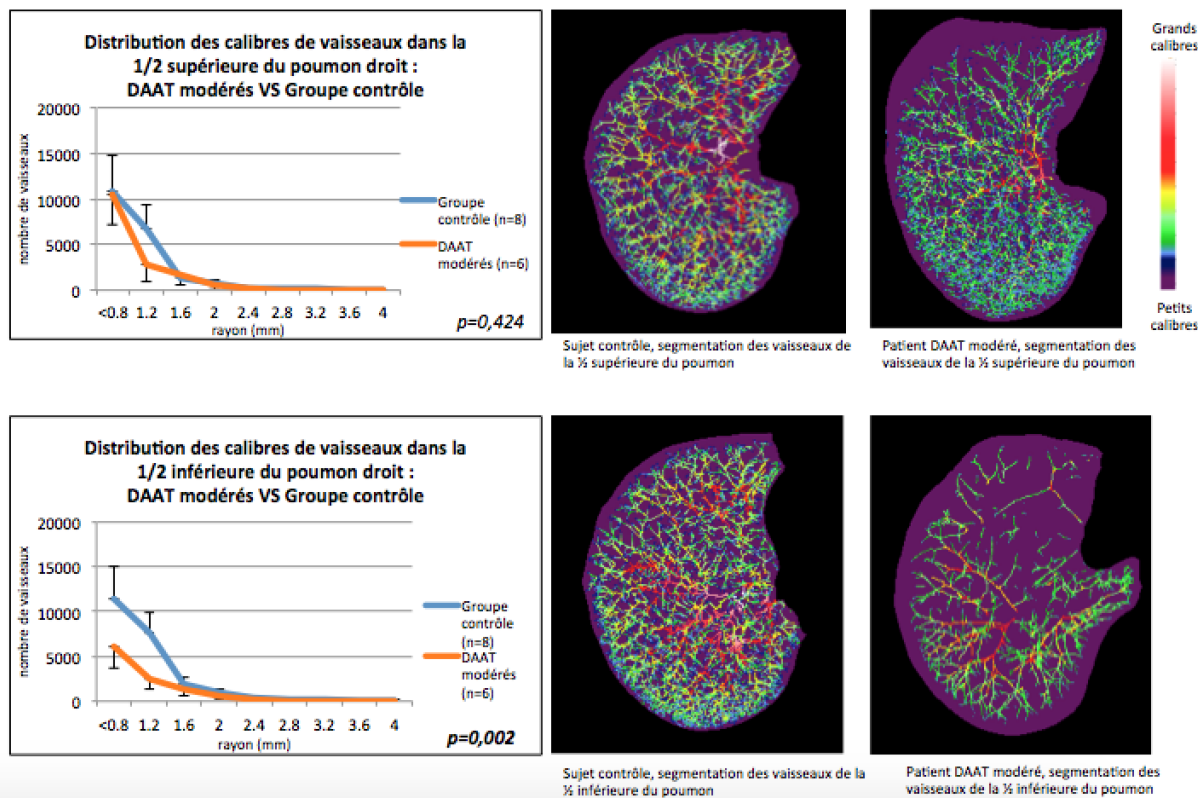 Distribution des calibres de vaisseaux dans la
1/2 supérieure du poumon droit :
DAAT modérés VS Groupe contrôle
nombre de vaisseaux
20000
15000
10000
5000
0
<0.8 1.2 1.6 2 2.4 2.8 3.2 3.6 4
rayon (mm)
Groupe
contrôle (n=8)
DAAT
modérés (n=6)
p=0,424
Sujet contrôle, segmentation des vaisseaux de
la ½ supérieure du poumon
Patient DAAT modéré, segmentation des
vaisseaux de la ½ supérieure du poumon
Grands
calibres
Petits
calibres
Distribution des calibres de vaisseaux dans la
1/2 inférieure du poumon droit :
DAAT modérés VS Groupe contrôle
nombre de vaisseaux
20000
15000
10000
5000
0
<0.8 1.2 1.6 2 2.4 2.8 3.2 3.6 4
rayon (mm)
Groupe
contrôle
(n=8)
DAAT
modérés
(n=6)
p=0,002
Sujet contrôle, segmentation des vaisseaux de la
½ inférieure du poumon
Patient DAAT modéré, segmentation des
vaisseaux de la ½ inférieure du poumon